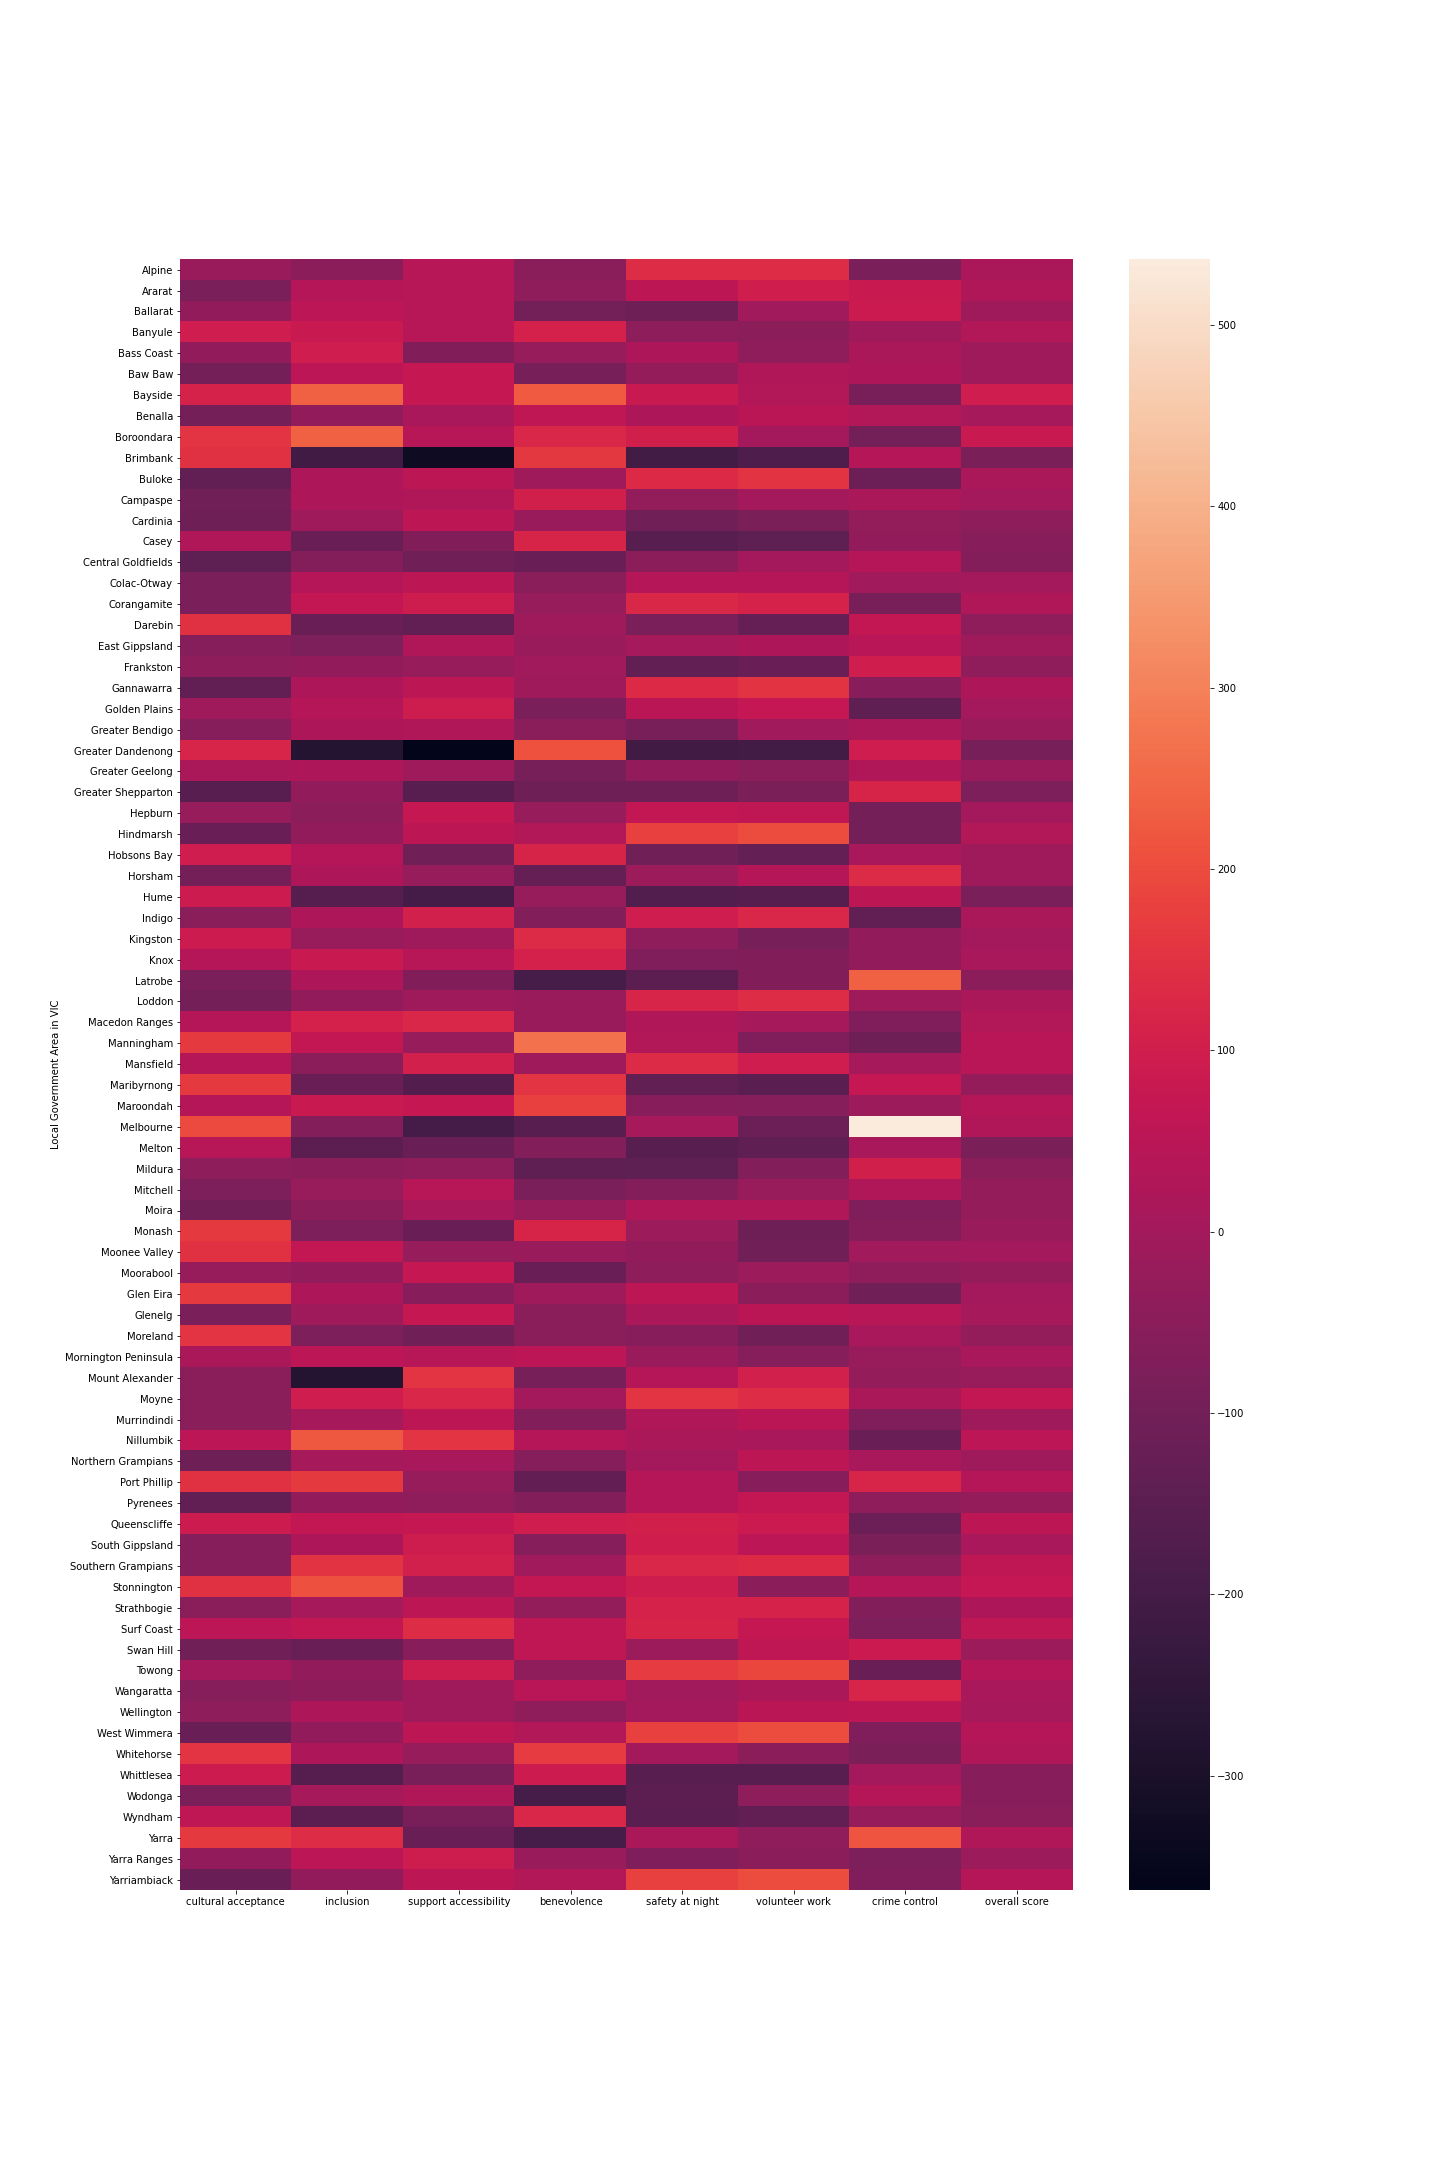 Alpine
Ararat
Ballarat
Banyule
Bass Coast
Baw Baw
Bayside
Benalla
Boroondara
Brimbank
Buloke
Campaspe
Cardinia
Casey
Central Goldfields
Colac-Otway
Corangamite
Darebin
East Gippsland
Frankston
Gannawarra
Golden Plains
Greater Bendigo
Greater Dandenong
Greater Geelong
Greater Shepparton
Hepburn
Hindmarsh
Hobsons Bay
Horsham
Hume
Indigo
Kingston
Knox
Latrobe
Loddon
Macedon Ranges
Manningham
Mansfield
Maribyrnong
Maroondah
Melbourne
Melton
Mildura
Mitchell
Moira
Monash
Moonee Valley
Moorabool
Glen Eira
Glenelg
Moreland
Mornington Peninsula
Mount Alexander
Moyne
Murrindindi
Nillumbik
Northern Grampians
Port Phillip
Pyrenees
Queenscliffe
South Gippsland
Southern Grampians
Stonnington
Strathbogie
Surf Coast
Swan Hill
Towong
Wangaratta
Wellington
West Wimmera
Whitehorse
Whittlesea
Wodonga
Wyndham
Yarra
Yarra Ranges
Yarriambiack
Local Government Area in VIC
cultural acceptance
inclusion
support accessibility
benevolence
safety at night
volunteer work
crime control
overall score
500
400
300
200
100
0
−100
−200
−300